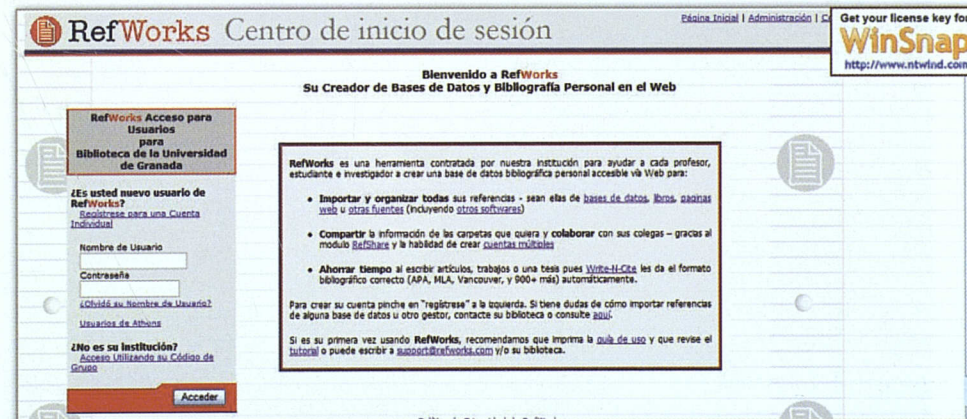 RefWorks Centro de inicio de sesión
Página Inicial | Administración |
Get your license key for
WinSnap
http://www.ntwind.com
Bienvenido a RefWorks
Su Creador de Bases de Datos y Bibliografía Personal en el Web
RefWorks Acceso para
Usuarios
para
Biblioteca de la Universidad
de Granada
¿Es usted nuevo usuario de
RefWorks?
Regístrese para una Cuenta
Individual
Nombre de Usuario
Contraseña
¿Olvidó su Nombre de Usuario?
Usuarios de Athens
¿No es su institución?
Acceso Utilizando su Código de
Grupo
Acceder
RefWorks es una herramienta contratada por nuestra institución para ayudar a cada profesor,
estudiante e investigador a crear una base de datos bibliográfica personal accesible vía Web para:
• Importar y organizar todas sus referencias - sean ellas de bases de datos, libros, paginas
web u otras fuentes (incluyendo otros softwares)
• Compartir la información de las carpetas que quiera y colaborar con sus colegas – gracias al
modulo RefShare y la habilidad de crear cuentas múltiples
• Ahorrar tiempo al escribir artículos, trabajos o una tesis pues Write-N-Cite les da el formato
bibliográfico correcto (APA, MLA, Vancouver, y 900+ más) automáticamente.
Para crear su cuenta pinche en "regístrese" a la izquierda. Si tiene dudas de cómo importar referencias
de alguna base de datos u otro gestor, contacte su biblioteca o consulte aquí.
Si es su primera vez usando RefWorks, recomendamos que imprima la guía de uso y que revise el
tutorial o puede escribir a support@refworks.com y/o su biblioteca.